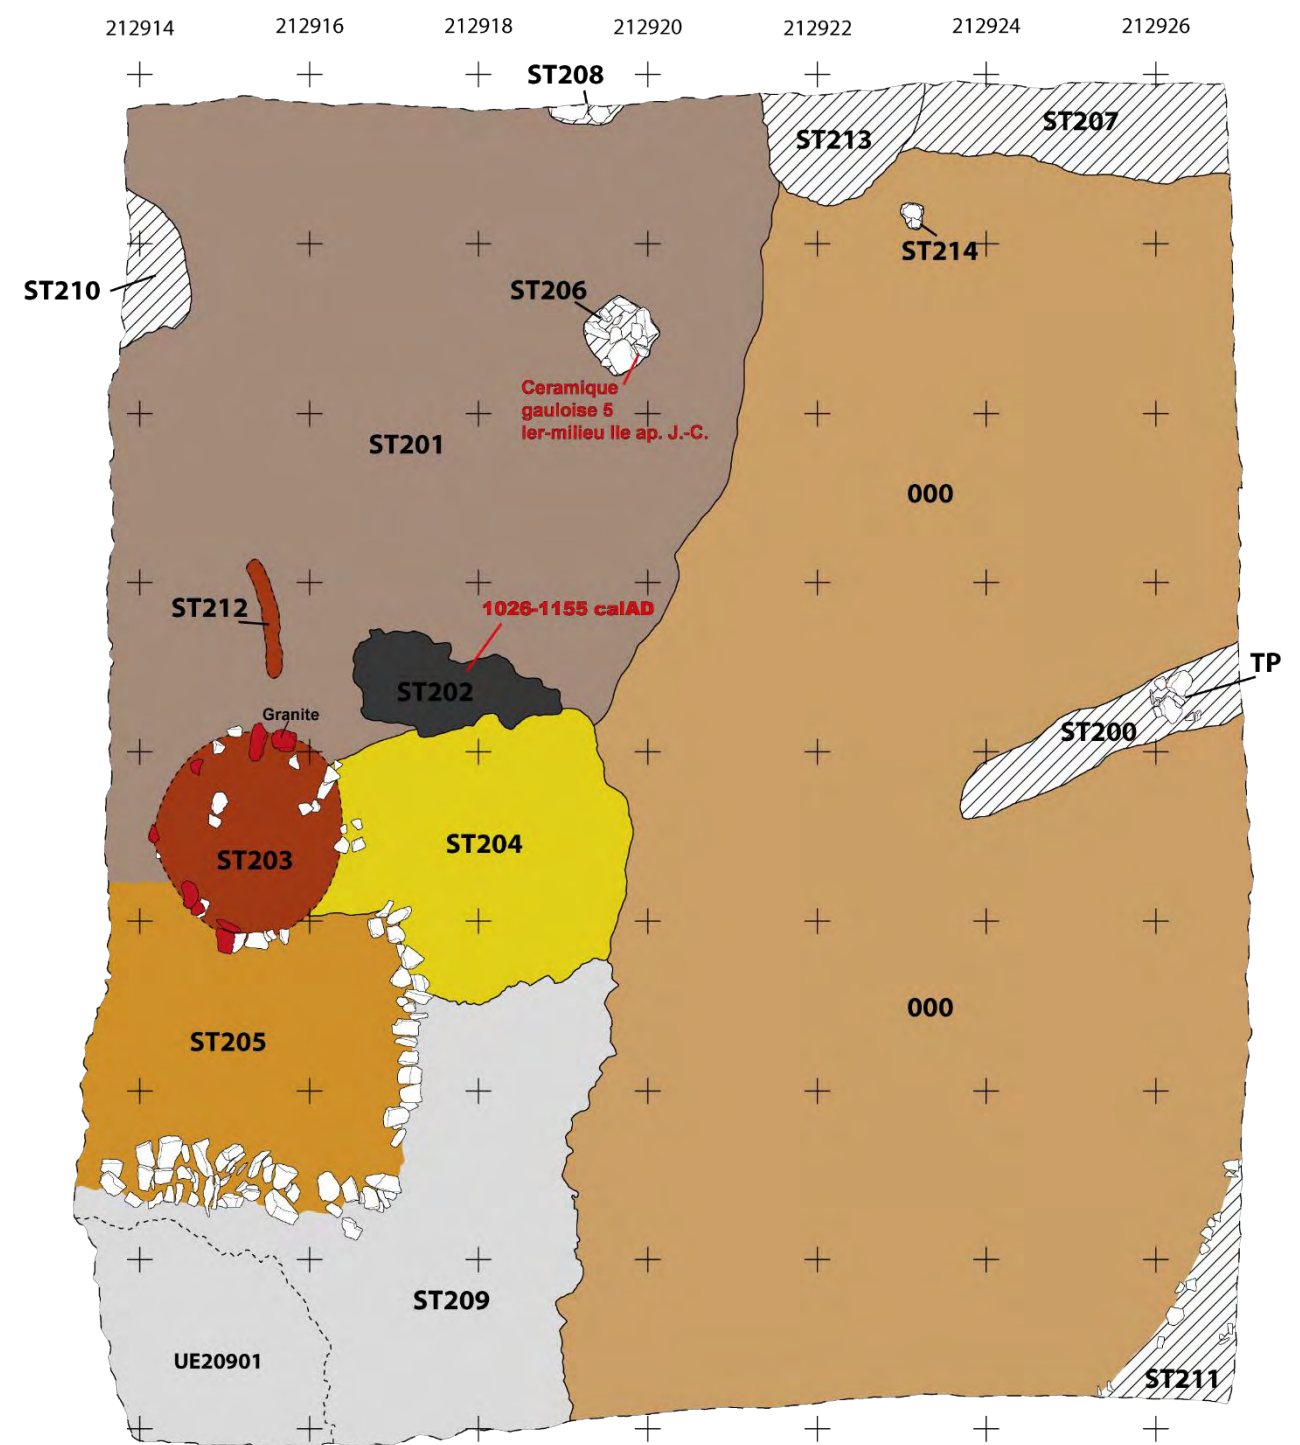 212914 212916 212918 212920 212922 212924 212926
ST208
ST213
ST207
ST214
ST210
ST206
Ceramique
gauloise 5
Ier-milieu IIe ap. J.-C.
ST201
000
ST212
1026-1155 calAD
ST202
TP
Granite
ST200
ST203
ST204
000
ST205
ST209
UE20901
ST211